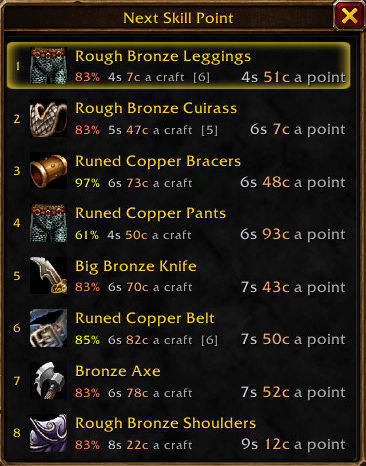 Next Skill Point
1 Rough Bronze Leggings
83% 4s 7c a craft [6] 4s 51c a point
2 Rough Bronze Cuirass
83% 5s 47c a craft [5] 6s 7c a point
3 Runed Copper Bracers
97% 6s 73c a craft 6s 48c a point
4 Runed Copper Pants
61% 4s 50c a craft 6s 93c a point
5 Big Bronze Knife
83% 6s 70c a craft 7s 43c a point
6 Runed Copper Belt
85% 6s 82c a craft [6] 7s 50c a point
7 Bronze Axe
83% 6s 78c a craft 7s 52c a point
8 Rough Bronze Shoulders
83% 8s 22c a craft 9s 12c a point